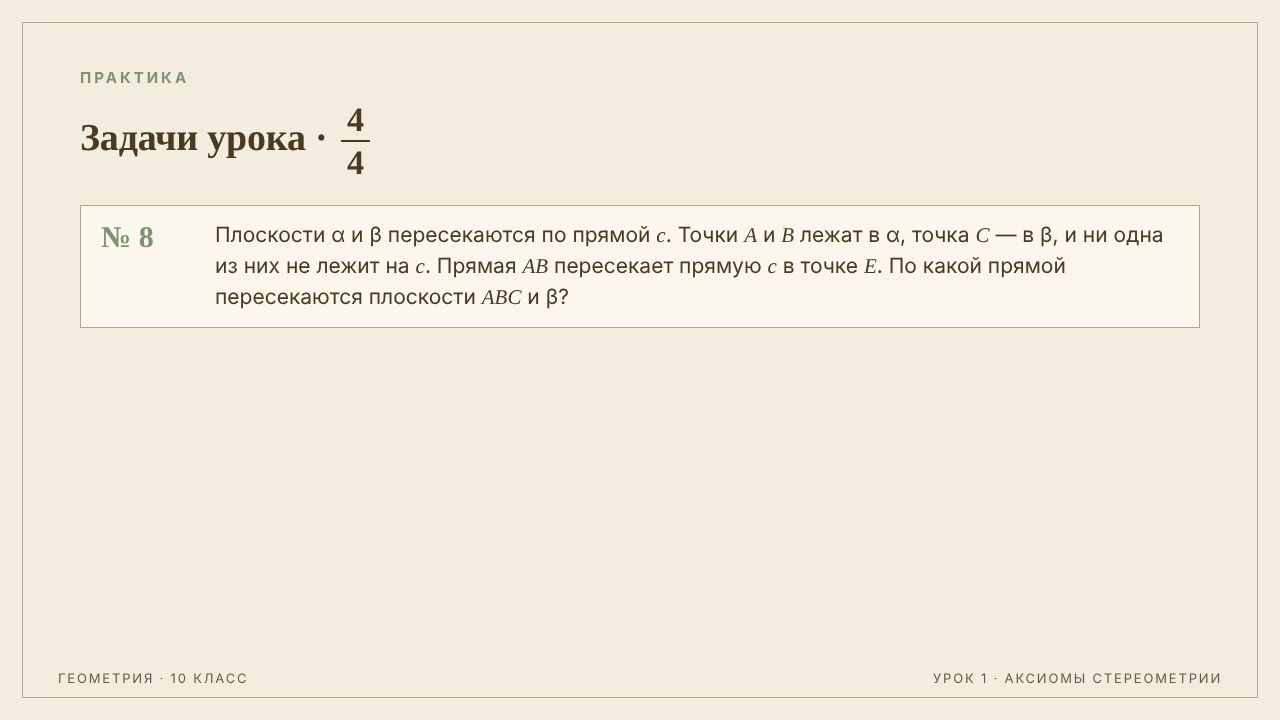 ПРАКТИКА
Задачи урока · 4/4
№ 8
Плоскости α и β пересекаются по прямой c. Точки A и B лежат в α, точка C — в β, и ни одна
из них не лежит на c. Прямая AB пересекает прямую c в точке E. По какой прямой
пересекаются плоскости ABC и β?
ГЕОМЕТРИЯ · 10 КЛАСС
УРОК 1 · АКСИОМЫ СТЕРЕОМЕТРИИ